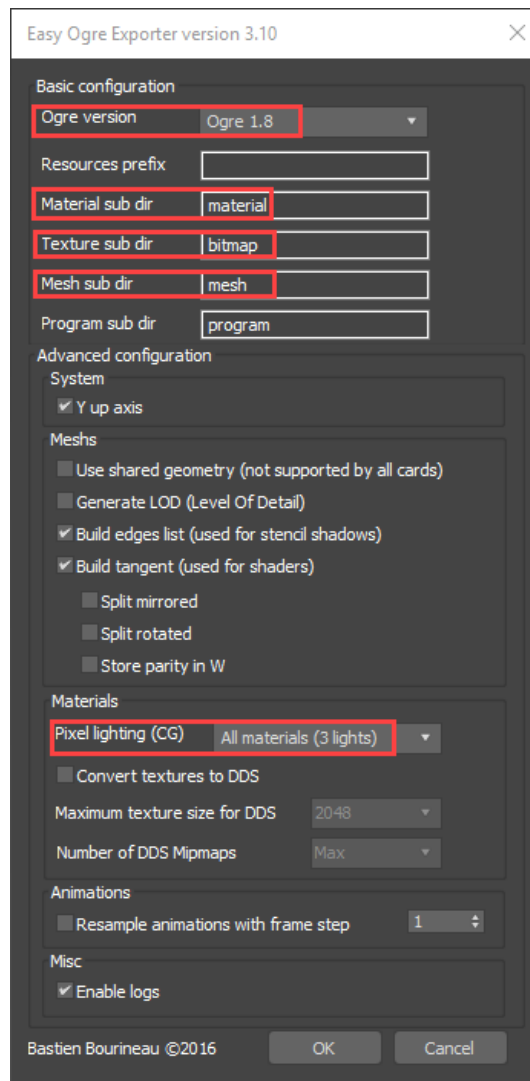 Easy Ogre Exporter version 3.10
Basic configuration
Ogre version Ogre 1.8
Resources prefix
Material sub dir material
Texture sub dir bitmap
Mesh sub dir mesh
Program sub dir program
Advanced configuration
System
Y up axis
Meshs
Use shared geometry (not supported by all cards)
Generate LOD (Level Of Detail)
Build edges list (used for stencil shadows)
Build tangent (used for shaders)
Split mirrored
Split rotated
Store parity in W
Materials
Pixel lighting (CG) All materials (3 lights)
Convert textures to DDS
Maximum texture size for DDS 2048
Number of DDS Mipmaps Max
Animations
Resample animations with frame step 1
Misc
Enable logs
Bastien Bourineau ©2016 OK Cancel